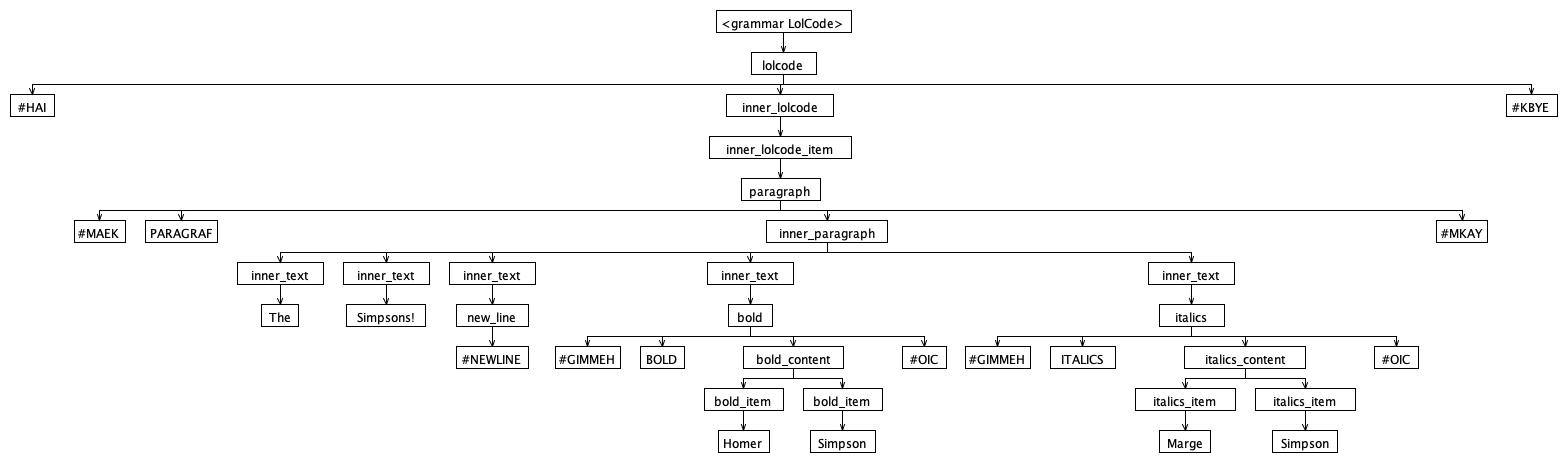 <grammar LolCode>
lolcode
#HAI inner_lolcode #KBYE
inner_lolcode_item
paragraph
#MAEK PARAGRAF inner_paragraph #MKAY
inner_text inner_text inner_text inner_text inner_text
The Simpsons! new_line bold italics
#NEWLINE #GIMMEH BOLD bold_content #OIC #GIMMEH ITALICS italics_content #OIC
bold_item bold_item italics_item italics_item
Homer Simpson Marge Simpson